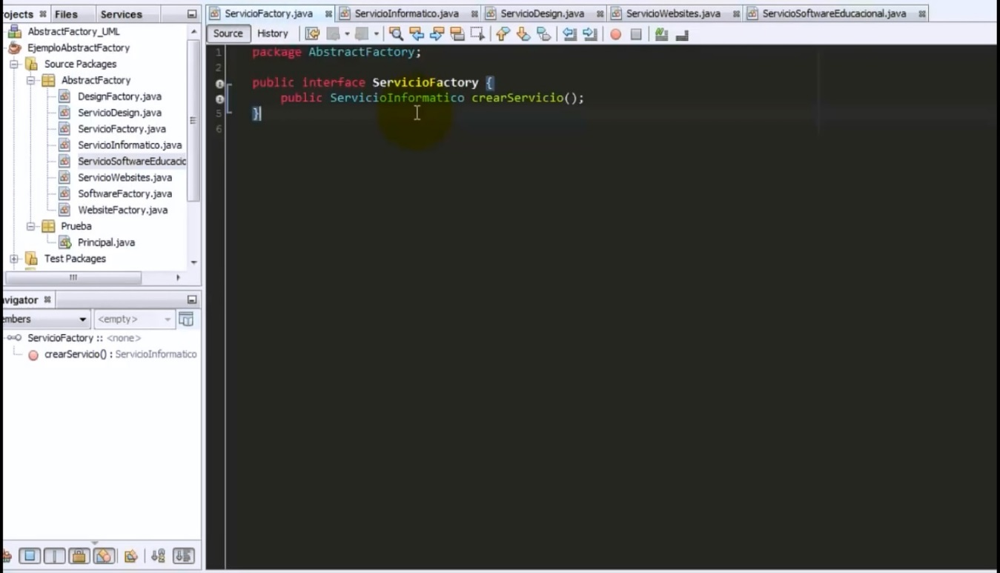 rojects Files Services
AbstractFactory_UML
EjemploAbstractFactory
Source Packages
AbstractFactory
DesignFactory.java
ServicioDesign.java
ServicioFactory.java
ServicioInformatico.java
ServicioSoftwareEducacio
ServicioWebsites.java
SoftwareFactory.java
WebsiteFactory.java
Prueba
Principal.java
Test Packages
avigator
embers <empty>
ServicioFactory :: <none>
crearServicio() : ServicioInformatico
ServicioFactory.java ServicioInformatico.java ServicioDesign.java ServicioWebsites.java ServicioSoftwareEducacional.java
Source History
1 package AbstractFactory;
2
public interface ServicioFactory {
public ServicioInformatico crearServicio();
5 }
6